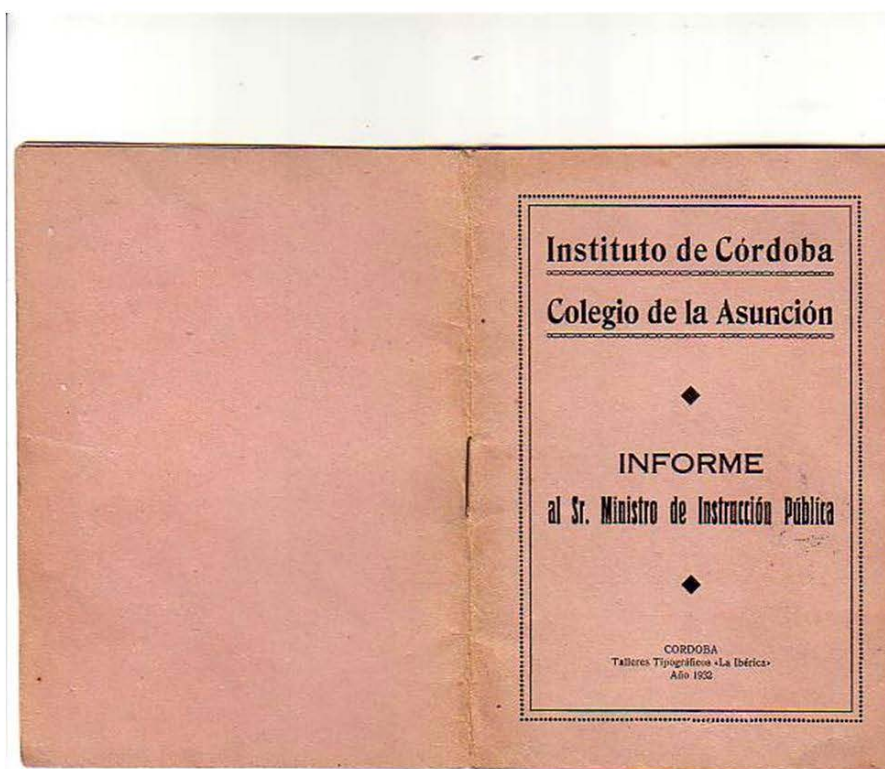 Instituto de Córdoba
Colegio de la Asunción
INFORME
al Sr. Ministro de Instrucción Pública
CORDOBA
Talleres Tipográficos «La Ibérica»
Año 1932